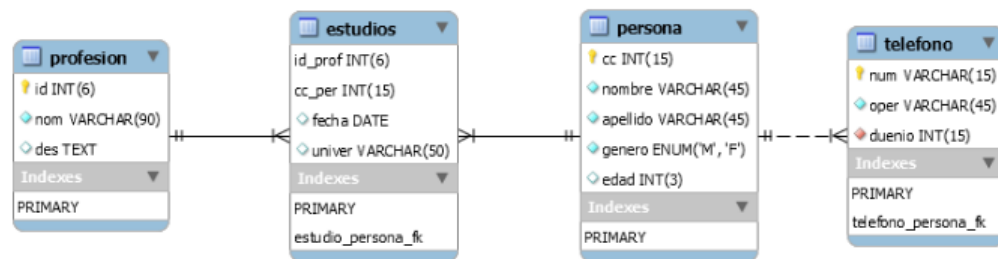 profesion
id INT(6)
nom VARCHAR(90)
des TEXT
Indexes
PRIMARY
estudios
id_prof INT(6)
cc_per INT(15)
fecha DATE
univer VARCHAR(50)
Indexes
PRIMARY
estudio_persona_fk
persona
cc INT(15)
nombre VARCHAR(45)
apellido VARCHAR(45)
genero ENUM('M', 'F')
edad INT(3)
Indexes
PRIMARY
telefono
num VARCHAR(15)
oper VARCHAR(45)
duenio INT(15)
Indexes
PRIMARY
telefono_persona_fk